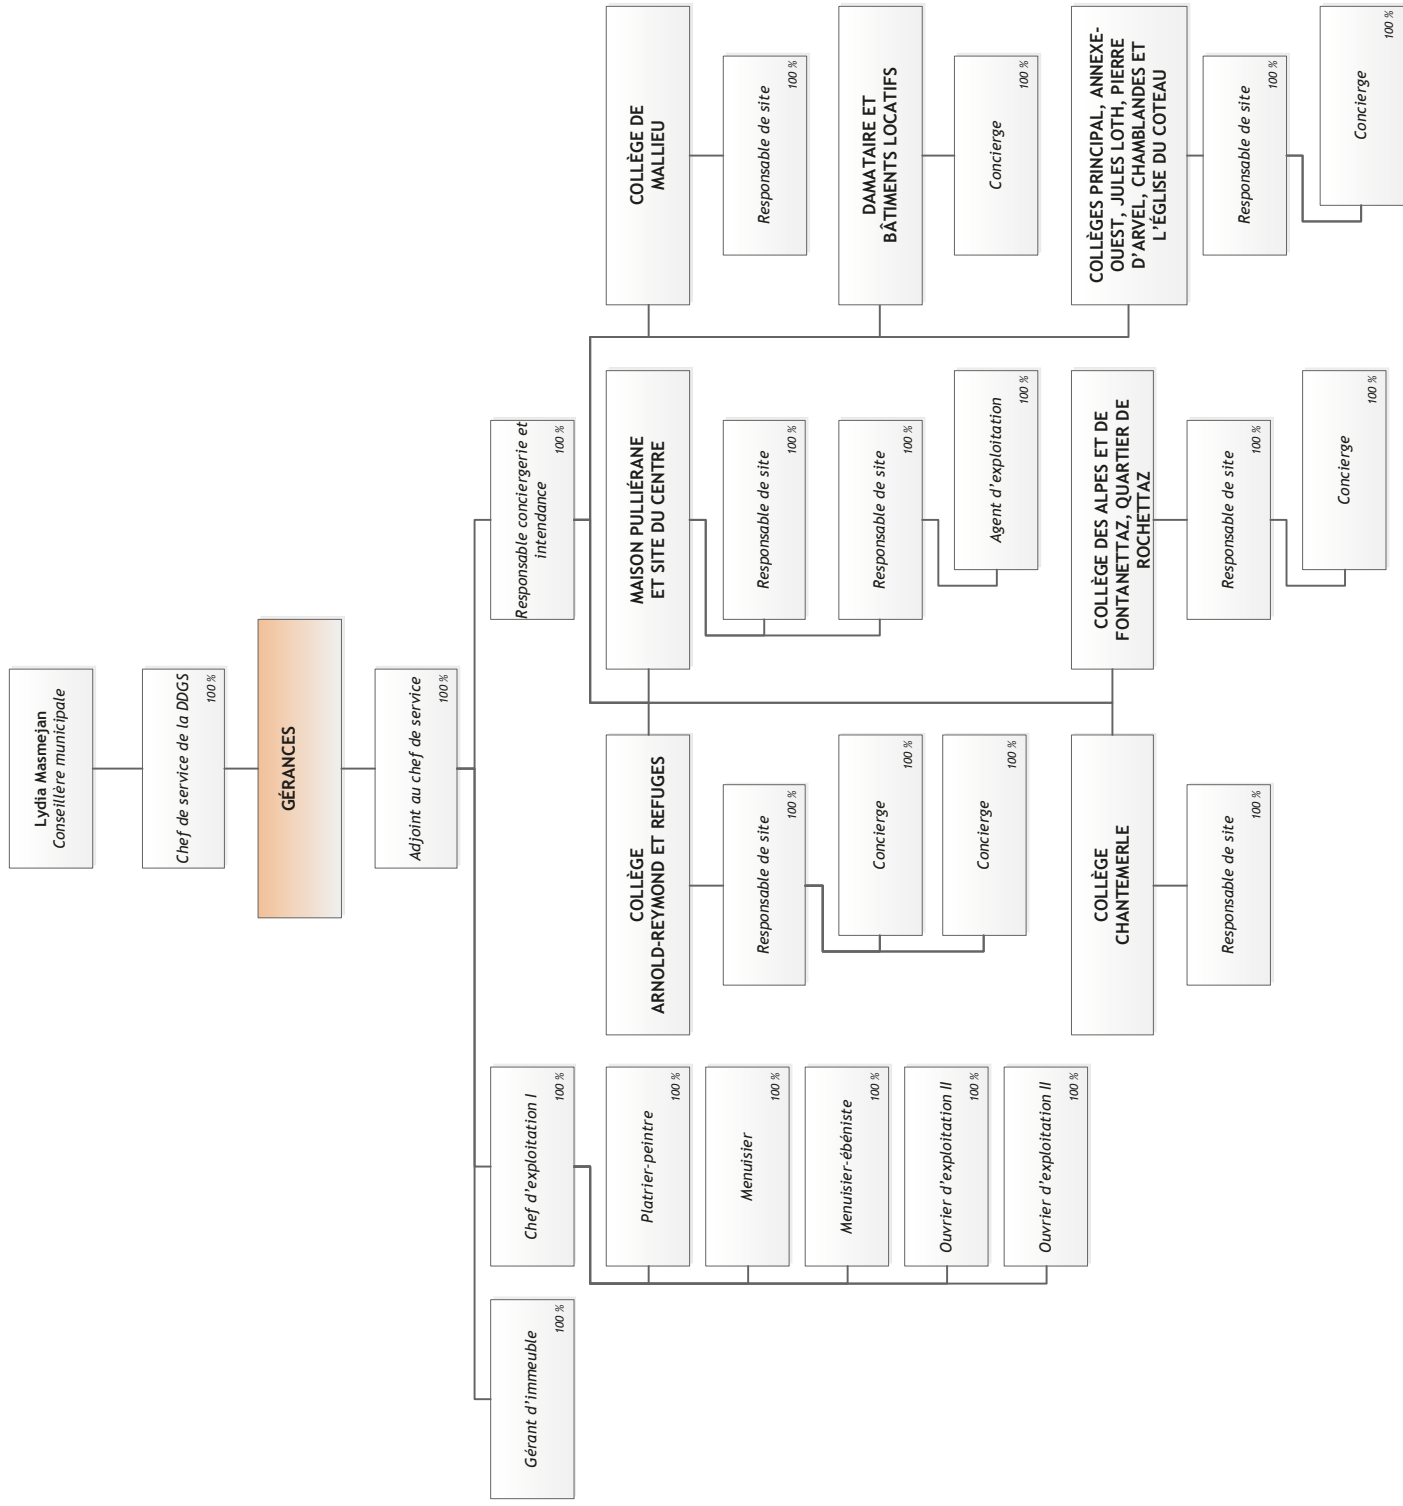 Lydia Masmejan
Conseillère municipale
Chef de service de la DDGS
100 %
GÉRANCES
Adjoint au chef de service
100 %
Gérant d'immeuble
100 %
Chef d'exploitation I
100 %
Platrier-peintre
100 %
Menuisier
100 %
Menuisier-ébéniste
100 %
Ouvrier d'exploitation II
100 %
Ouvrier d'exploitation II
100 %
Responsable conciergerie et
intendance
100 %
COLLÈGE
ARNOLD-REYMOND ET REFUGES
Responsable de site
100 %
Concierge
100 %
Concierge
100 %
MAISON PULLIÉRANE
ET SITE DU CENTRE
Responsable de site
100 %
Responsable de site
100 %
Agent d'exploitation
100 %
COLLÈGE DE
MALLIEU
Responsable de site
100 %
DAMATAIRE ET
BÂTIMENTS LOCATIFS
Concierge
100 %
COLLÈGE
CHANTEMERLE
Responsable de site
100 %
COLLÈGE DES ALPES ET DE
FONTANETTAZ, QUARTIER DE
ROCHETTAZ
Responsable de site
100 %
Concierge
100 %
COLLÈGES PRINCIPAL, ANNEXE-
OUEST, JULES LOTH, PIERRE
D'ARVEL, CHAMBLANDES ET
L'ÉGLISE DU COTEAU
Responsable de site
100 %
Concierge
100 %